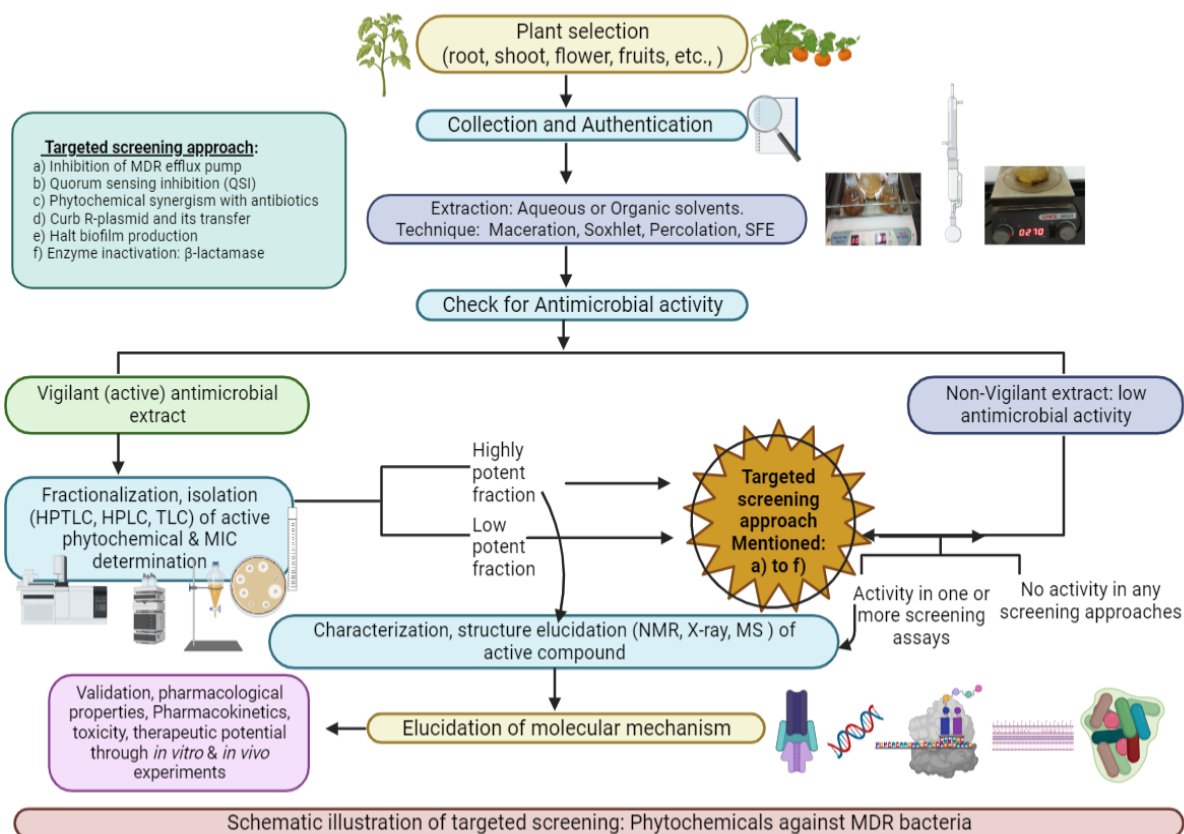 Plant selection
(root, shoot, flower, fruits, etc., )
Collection and Authentication
Targeted screening approach:
a) Inhibition of MDR efflux pump
b) Quorum sensing inhibition (QSI)
c) Phytochemical synergism with antibiotics
d) Curb R-plasmid and its transfer
e) Halt biofilm production
f) Enzyme inactivation: β-lactamase
Extraction: Aqueous or Organic solvents.
Technique: Maceration, Soxhlet, Percolation, SFE
0270
Check for Antimicrobial activity
Vigilant (active) antimicrobial
extract
Non-Vigilant extract: low
antimicrobial activity
Fractionalization, isolation
(HPTLC, HPLC, TLC) of active
phytochemical & MIC
determination
Highly
potent
fraction
Low
potent
fraction
Targeted
screening
approach
Mentioned:
a) to f)
Activity in one or
more screening
assays
No activity in any
screening approaches
Characterization, structure elucidation (NMR, X-ray, MS ) of
active compound
Validation, pharmacological
properties, Pharmacokinetics,
toxicity, therapeutic potential
through in vitro & in vivo
experiments
Elucidation of molecular mechanism
Schematic illustration of targeted screening: Phytochemicals against MDR bacteria